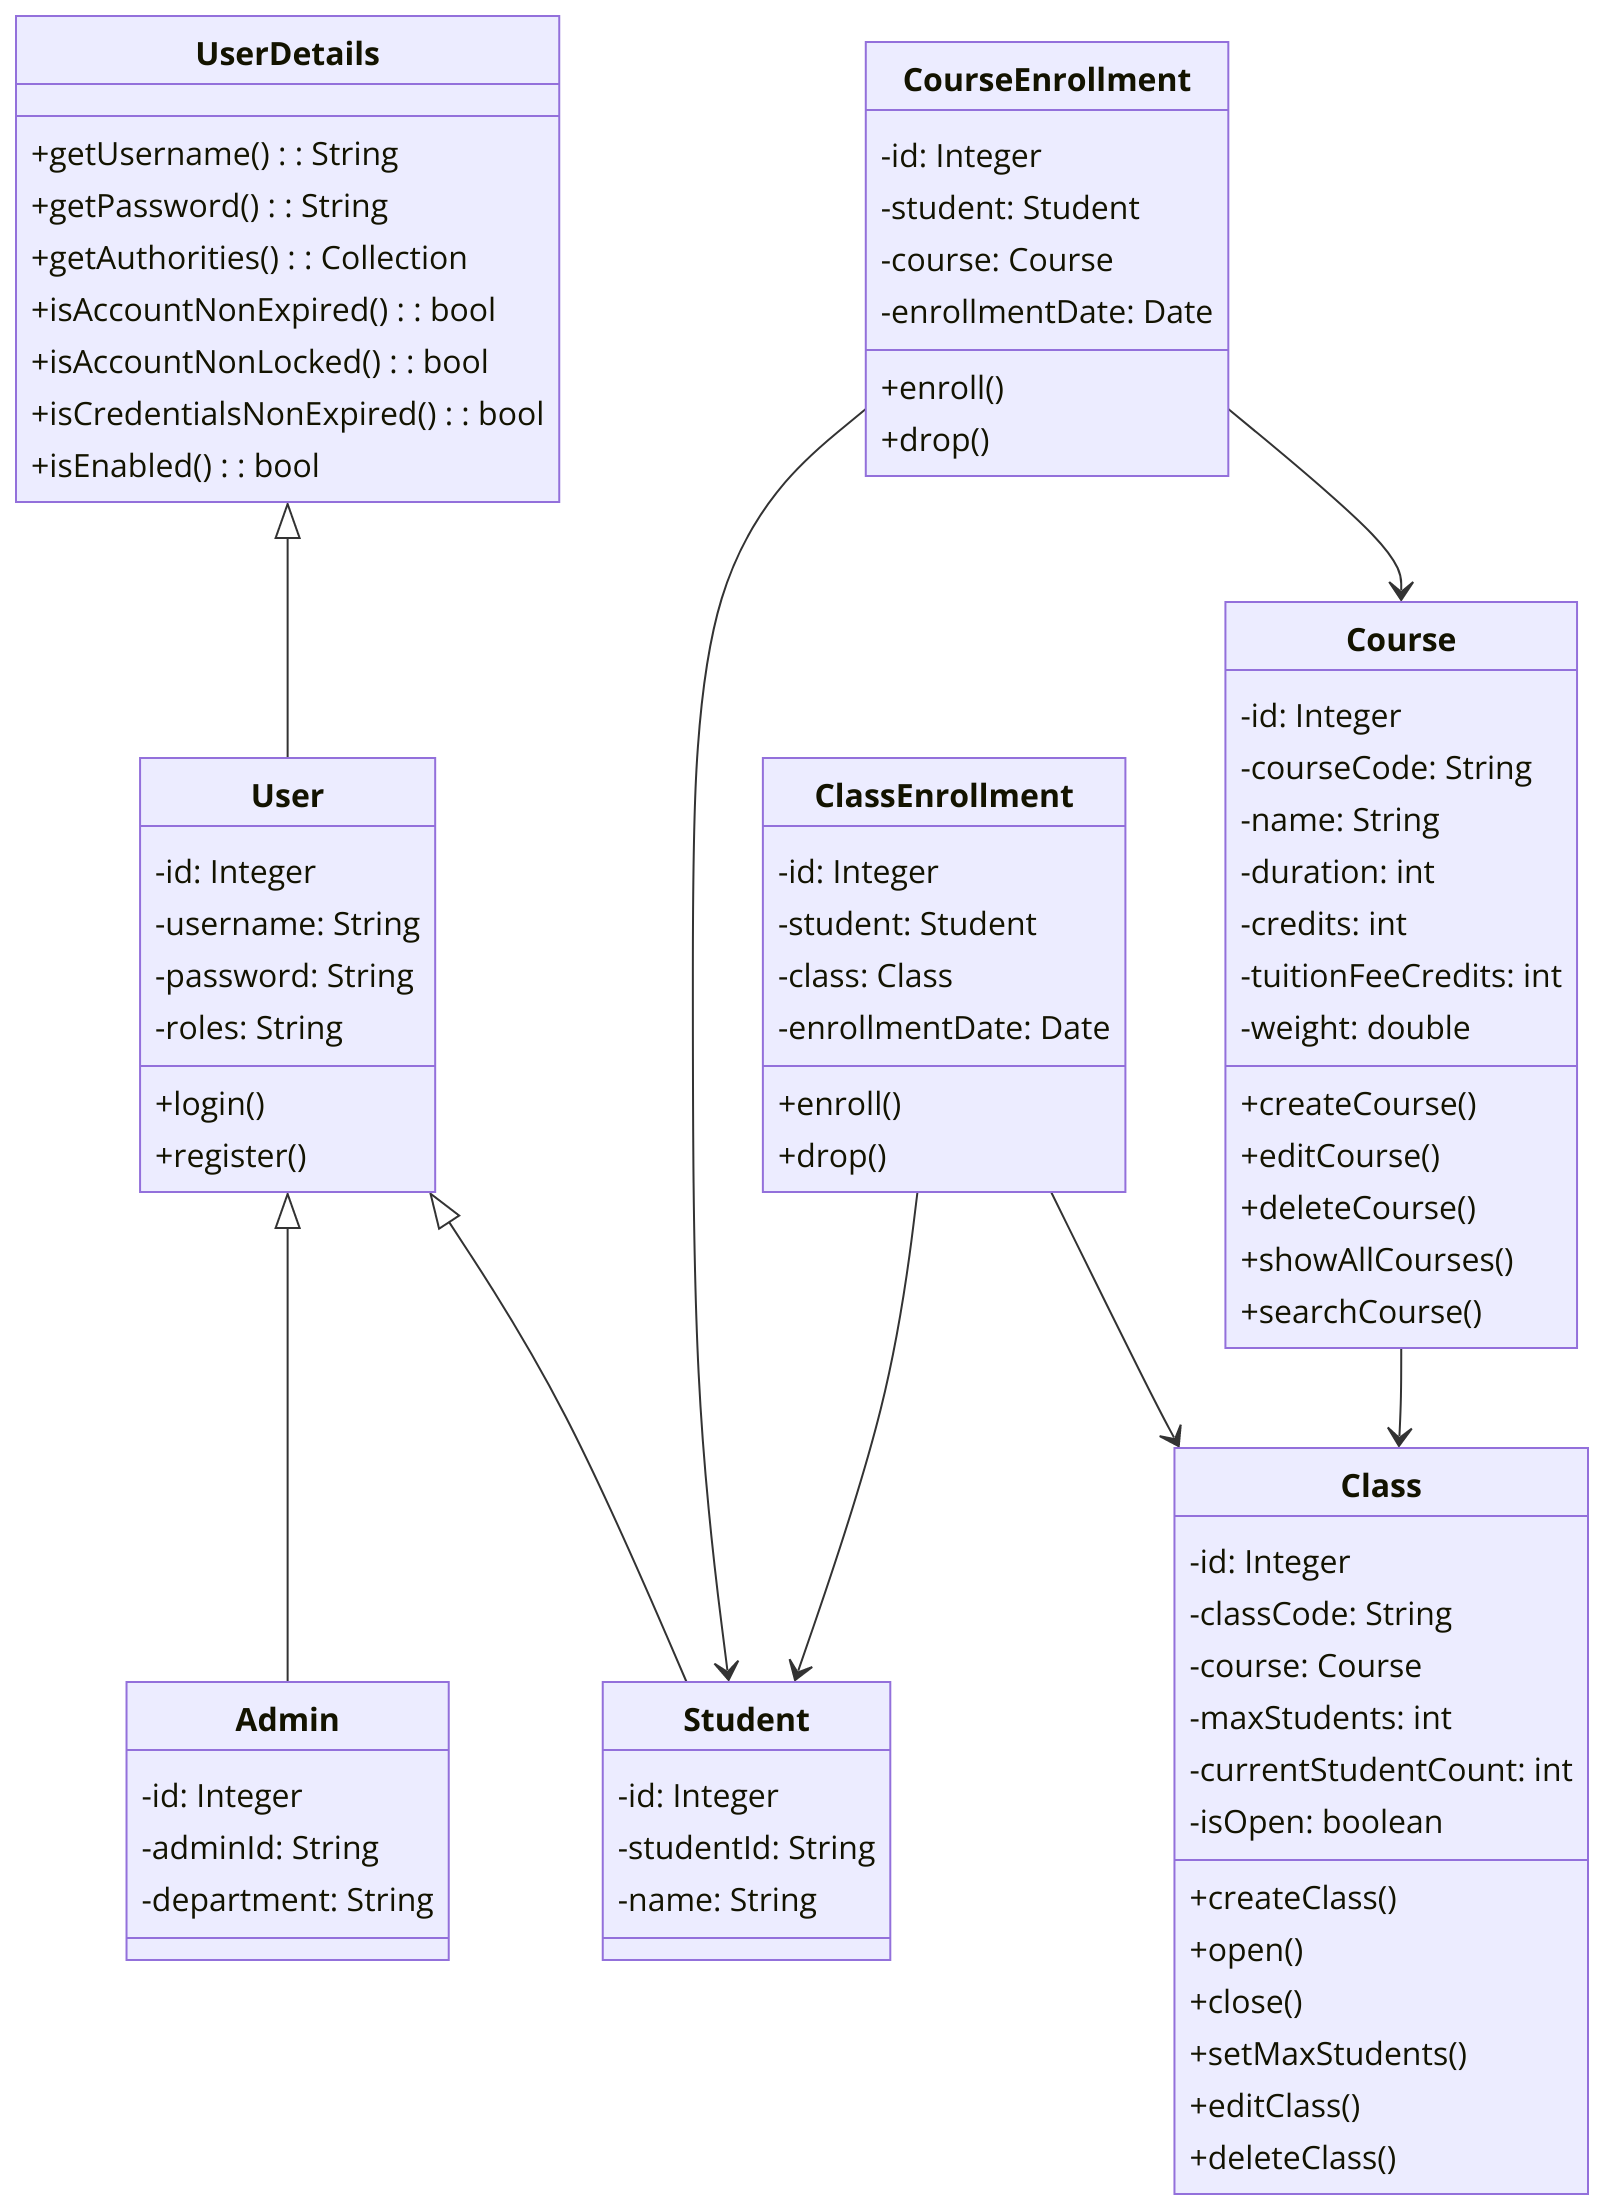 UserDetails
+getUsername() : : String
+getPassword() : : String
+getAuthorities() : : Collection
+isAccountNonExpired() : : bool
+isAccountNonLocked() : : bool
+isCredentialsNonExpired() : : bool
+isEnabled() : : bool
CourseEnrollment
-id: Integer
-student: Student
-course: Course
-enrollmentDate: Date
+enroll()
+drop()
Course
-id: Integer
-courseCode: String
-name: String
-duration: int
-credits: int
-tuitionFeeCredits: int
-weight: double
+createCourse()
+editCourse()
+deleteCourse()
+showAllCourses()
+searchCourse()
User
-id: Integer
-username: String
-password: String
-roles: String
+login()
+register()
ClassEnrollment
-id: Integer
-student: Student
-class: Class
-enrollmentDate: Date
+enroll()
+drop()
Class
-id: Integer
-classCode: String
-course: Course
-maxStudents: int
-currentStudentCount: int
-isOpen: boolean
+createClass()
+open()
+close()
+setMaxStudents()
+editClass()
+deleteClass()
Admin
-id: Integer
-adminId: String
-department: String
Student
-id: Integer
-studentId: String
-name: String